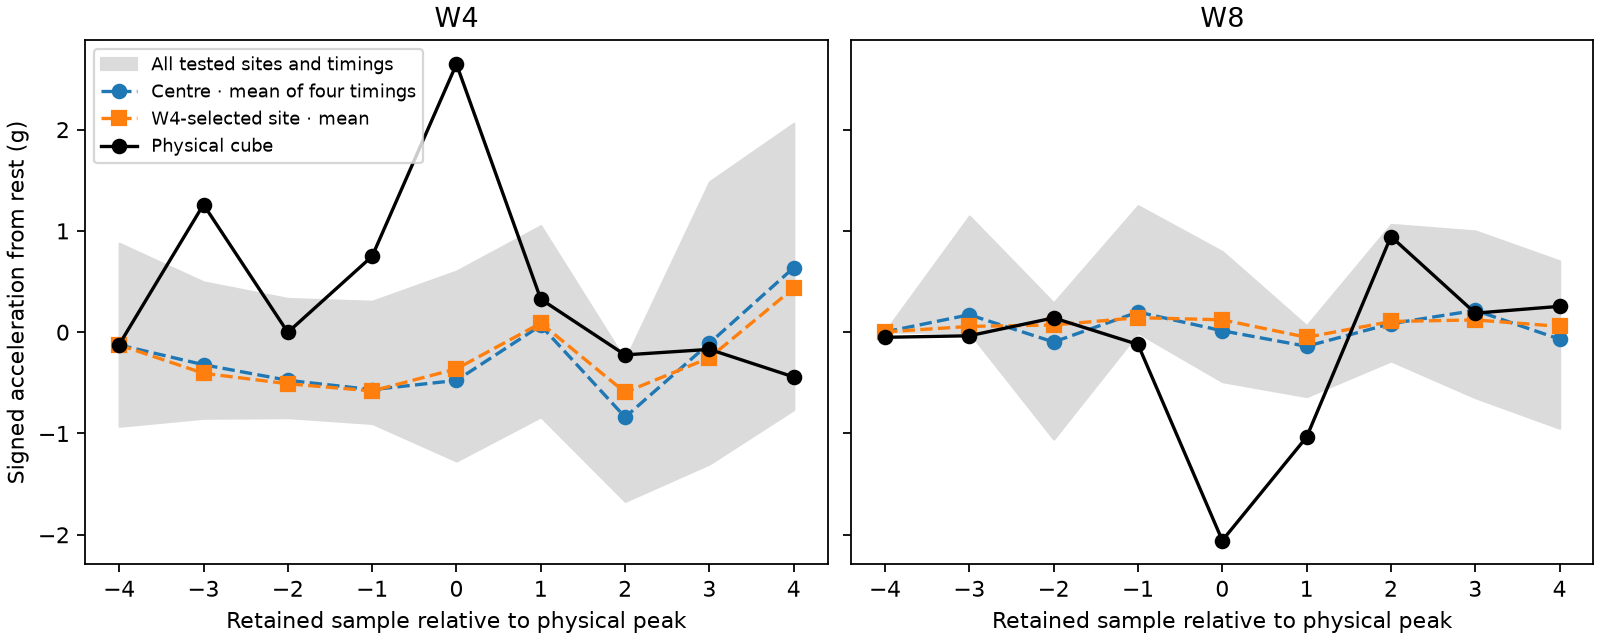 W4
W8
All tested sites and timings
Centre · mean of four timings
W4-selected site · mean
Physical cube
Signed acceleration from rest (g)
2
1
0
−1
−2
−4 −3 −2 −1 0 1 2 3 4
−4 −3 −2 −1 0 1 2 3 4
Retained sample relative to physical peak
Retained sample relative to physical peak